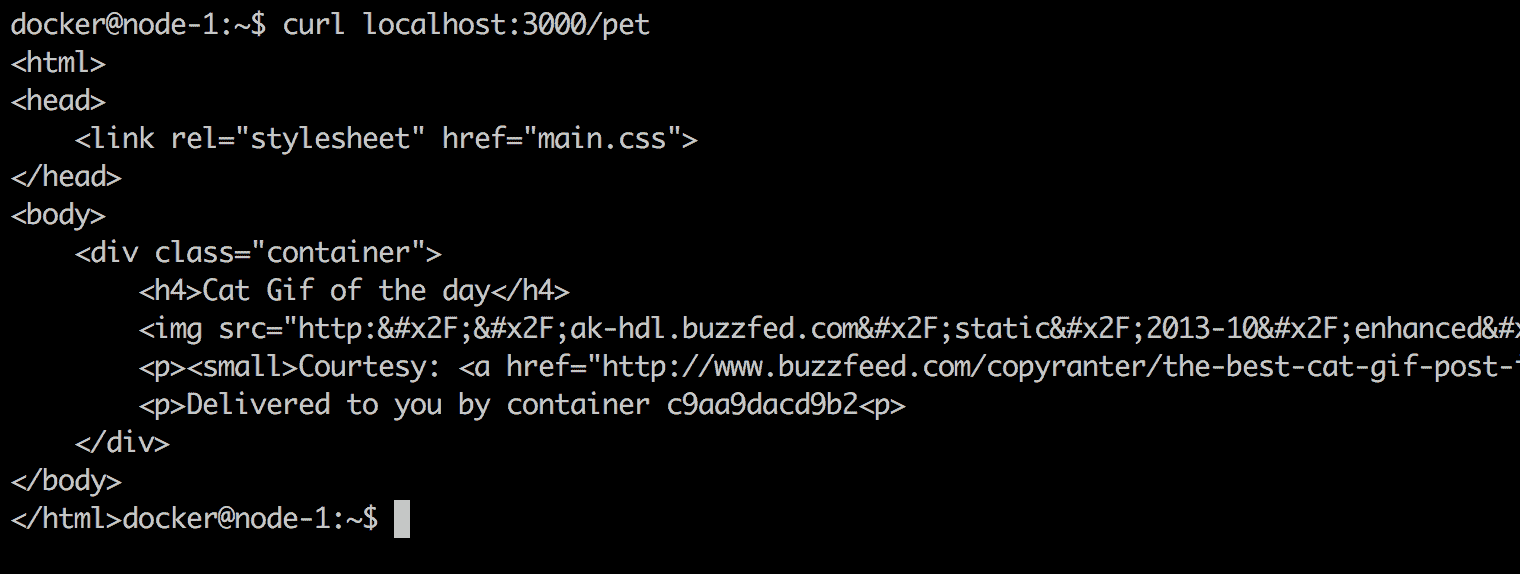 docker@node-1:~$ curl localhost:3000/pet
<html>
<head>
    <link rel="stylesheet" href="main.css">
</head>
<body>
    <div class="container">
        <h4>Cat Gif of the day</h4>
        <img src="http:&#x2F;&#x2F;ak-hdl.buzzfed.com&#x2F;static&#x2F;2013-10&#x2F;enhanced&#x
        <p><small>Courtesy: <a href="http://www.buzzfeed.com/copyranter/the-best-cat-gif-post-
        <p>Delivered to you by container c9aa9dacd9b2<p>
    </div>
</body>
</html>docker@node-1:~$